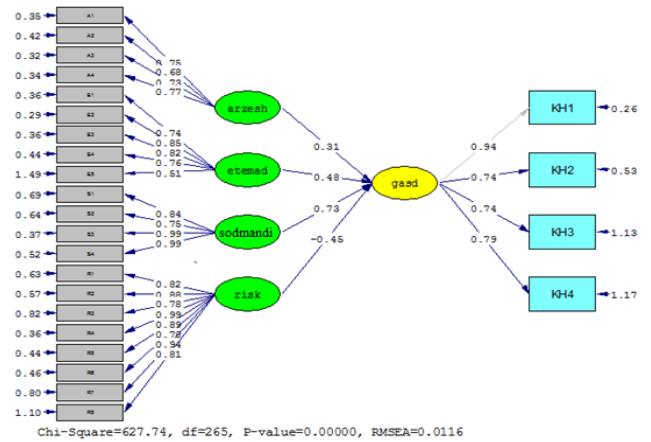 0.35 A1
0.42 A2
0.32 A3
0.34 A4
0.36 E1
0.29 E2
0.36 E3
0.44 E4
1.49 E5
0.69 S1
0.64 S2
0.37 S3
0.52 S4
0.63 R1
0.57 R2
0.82 R3
0.36 R4
0.44 R5
0.46 R6
0.80 R7
1.10 R8
0.75
0.68
0.73
0.77
0.74
0.85
0.82
0.76
0.51
0.84
0.75
0.99
0.99
0.82
0.88
0.78
0.99
0.89
0.78
0.94
0.81
arzesh
etemad
sodmandi
risk
0.31
0.48
0.73
-0.45
gasd
0.94
0.74
0.74
0.79
KH1 0.26
KH2 0.53
KH3 1.13
KH4 1.17
Chi-Square=627.74, df=265, P-value=0.00000, RMSEA=0.0116